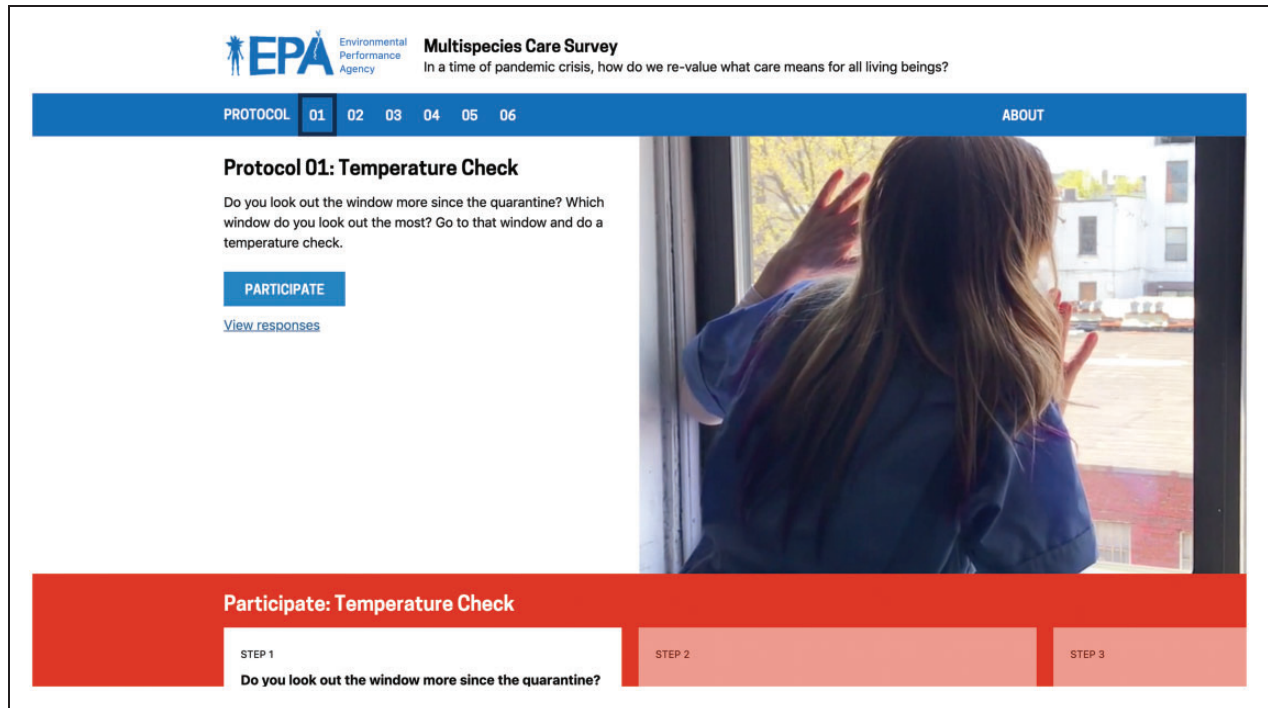 EPA
Environmental
Performance
Agency
Multispecies Care Survey
In a time of pandemic crisis, how do we re-value what care means for all living beings?
PROTOCOL 01 02 03 04 05 06 ABOUT
Protocol 01: Temperature Check
Do you look out the window more since the quarantine? Which
window do you look out the most? Go to that window and do a
temperature check.
PARTICIPATE
View responses
Participate: Temperature Check
STEP 1
Do you look out the window more since the quarantine?
STEP 2
STEP 3